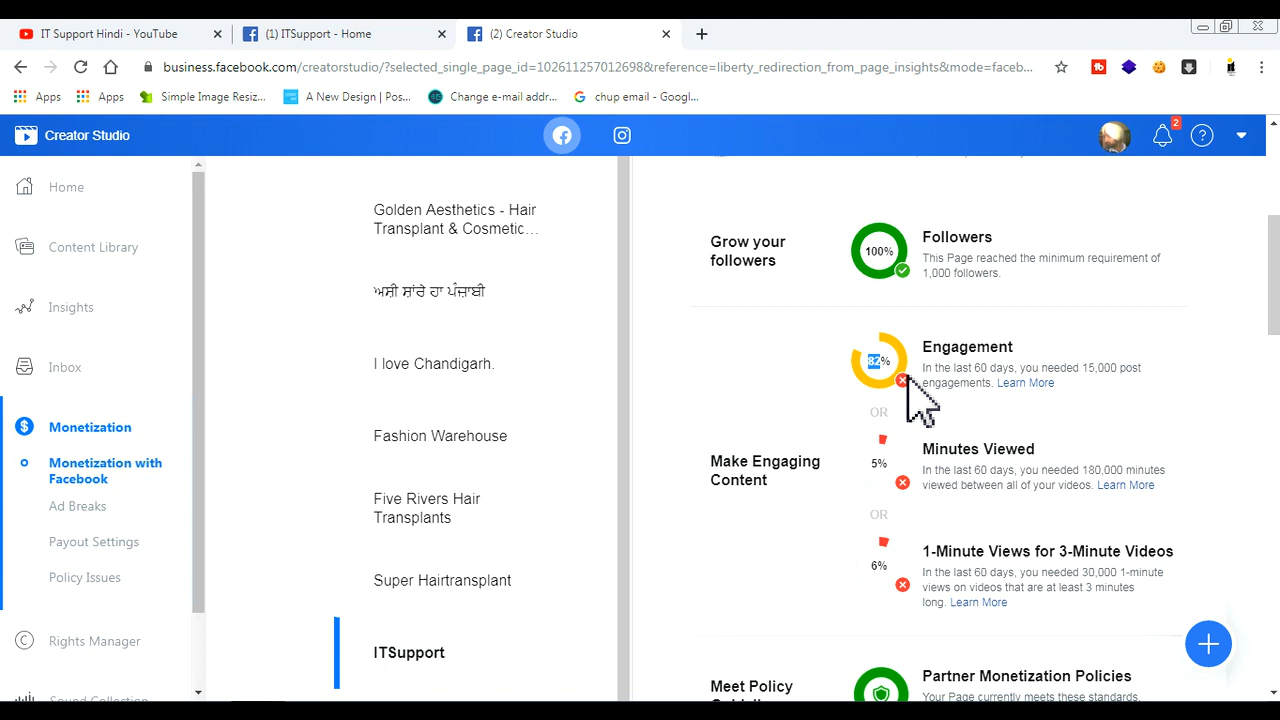 IT Support Hindi - YouTube
(1) ITSupport - Home
(2) Creator Studio
business.facebook.com/creatorstudio/?selected_single_page_id=102611257012698&reference=liberty_redirection_from_page_insights&mode=faceb...
Apps
Apps
Simple Image Resiz...
A New Design | Pos...
Change e-mail addr...
chup email - Googl...
Creator Studio
2
Home
Content Library
Insights
Inbox
Monetization
Monetization with
Facebook
Ad Breaks
Payout Settings
Policy Issues
Rights Manager
Sound Collection
Golden Aesthetics - Hair
Transplant & Cosmetic...
ਅਸ਼ੀ ਸ਼ਾਂਰੇ ਹਾ ਪੰਜ਼ਾਬੀ
I love Chandigarh.
Fashion Warehouse
Five Rivers Hair
Transplants
Super Hairtransplant
ITSupport
Grow your
followers
100%
Followers
This Page reached the minimum requirement of
1,000 followers.
Make Engaging
Content
82%
Engagement
In the last 60 days, you needed 15,000 post
engagements. Learn More
OR
5%
Minutes Viewed
In the last 60 days, you needed 180,000 minutes
viewed between all of your videos. Learn More
OR
6%
1-Minute Views for 3-Minute Videos
In the last 60 days, you needed 30,000 1-minute
views on videos that are at least 3 minutes
long. Learn More
Meet Policy
Partner Monetization Policies
Your Page currently meets these standards.